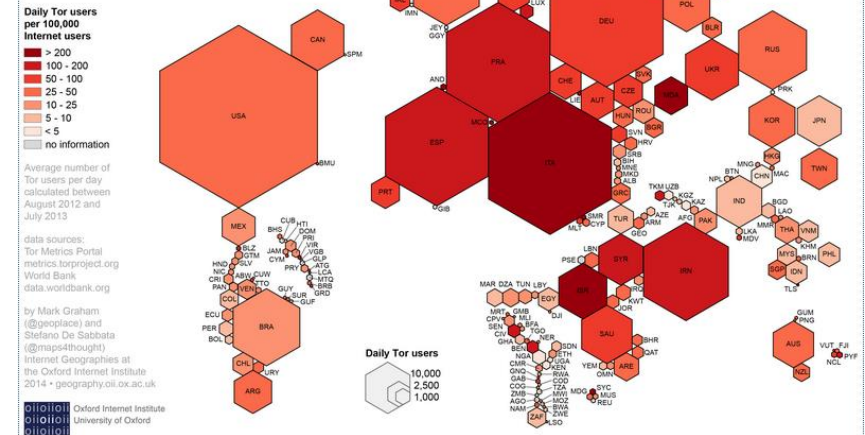 Daily Tor users
per 100,000
Internet users
> 200
100 - 200
50 - 100
25 - 50
10 - 25
5 - 10
< 5
no information
Average number of
Tor users per day
calculated between
August 2012 and
July 2013
data sources:
Tor Metrics Portal
metrics.torproject.org
World Bank
data.worldbank.org
by Mark Graham
(@geoplace) and
Stefano De Sabbata
(@maps4thought)
Internet Geographies at
the Oxford Internet Institute
2014 • geography.oii.ox.ac.uk
oiioiioii
oiioiioii
oiioiioii
Oxford Internet Institute
University of Oxford
CAN
SPM
USA
BMU
MEX
BLZ
GTM
SLV
HND
NIC
CRI
PAN
ABW
CUW
TTO
VEN
GUY
SUR
GUF
COL
ECU
PER
BOL
BRA
CHL
URY
ARG
CUB
BHS
HTI
DOM
PRI
VIR
VGB
GLP
JAM
CYM
PRY
ATG
LCA
MTQ
BRB
GRD
IMN
LUX
JEY
GGY
DEU
POL
BLR
RUS
FRA
AND
CHE
LIE
AUT
CZE
SVK
UKR
PRK
MCO
HUN
ROU
BGR
KOR
JPN
ESP
ITA
SVN
HRV
SRB
BIH
MNE
MKD
ALB
HKG
MAC
MNG
CHN
TWN
BTN
NPL
PRT
GIB
GRC
TKM
UZB
KGZ
TJK
KAZ
AFG
PAK
IND
BGD
LAO
MMR
SMR
CYP
MLT
TUR
AZE
ARM
GEO
LKA
MDV
THA
VNM
KHM
LBN
PSE
SYR
IRN
MYS
BRN
PHL
SGP
IDN
TLS
MAR
DZA
TUN
LBY
EGY
DJI
IRQ
KWT
JOR
MRT
CPV
SEN
CIV
GHA
BEN
GMB
MLI
BFA
TGO
NER
NGA
CMR
GNQ
GAB
COG
ZMB
AGO
NAM
SDN
ETH
UGA
KEN
RWA
COD
TZA
MWI
MOZ
BWA
ZWE
ZAF
LSO
SAU
BHR
QAT
YEM
OMN
ARE
MDG
SYC
MUS
REU
GUM
PNG
AUS
NZL
VUT
FJI
PYF
NCL
Daily Tor users
10,000
2,500
1,000